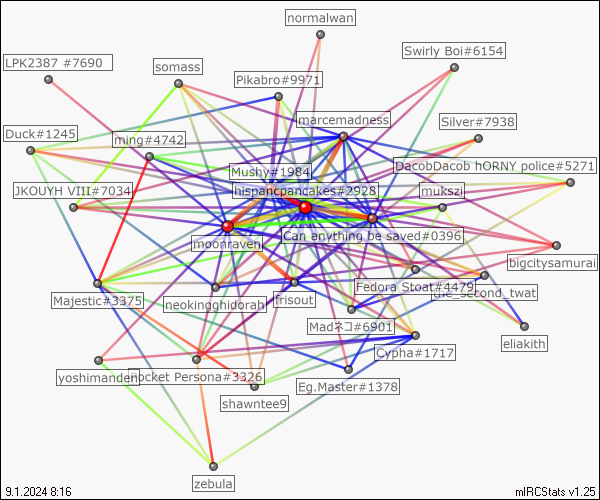 normalwan
Swirly Boi#6154
LPK2387 #7690
somass
Pikabro#9971
marcemadness
Silver#7938
Duck#1245
ming#4742
DacobDacob hORNY police#5271
Mushy#1984
JKOUYH VIII#7034
hispancpancakes#2928
mukszi
Can anything be saved#0396
moonraven
bigcitysamurai
Fedora Stoat#4479
the_second_twat
Majestic#3375
neokingghidorah
frisout
Madネコ#6901
eliakith
Cypha#1717
yoshimanden
Pocket Persona#3326
Eg.Master#1378
shawntee9
zebula
9.1.2024 8:16
mIRCStats v1.25